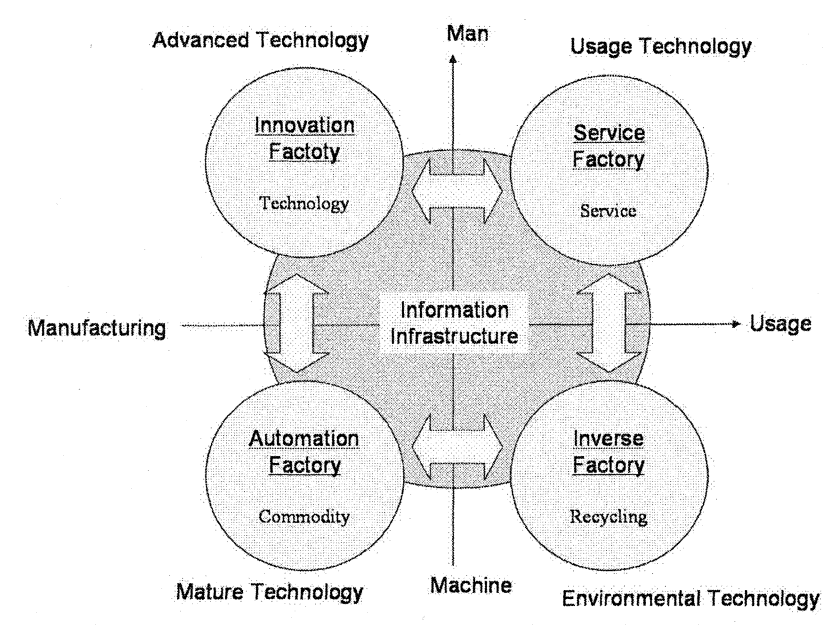 Advanced Technology
Man
Usage Technology
Innovation
Factoty
Technology
Service
Factory
Service
Manufacturing
Information
Infrastructure
Usage
Automation
Factory
Commodity
Inverse
Factory
Recycling
Mature Technology
Machine
Environmental Technology